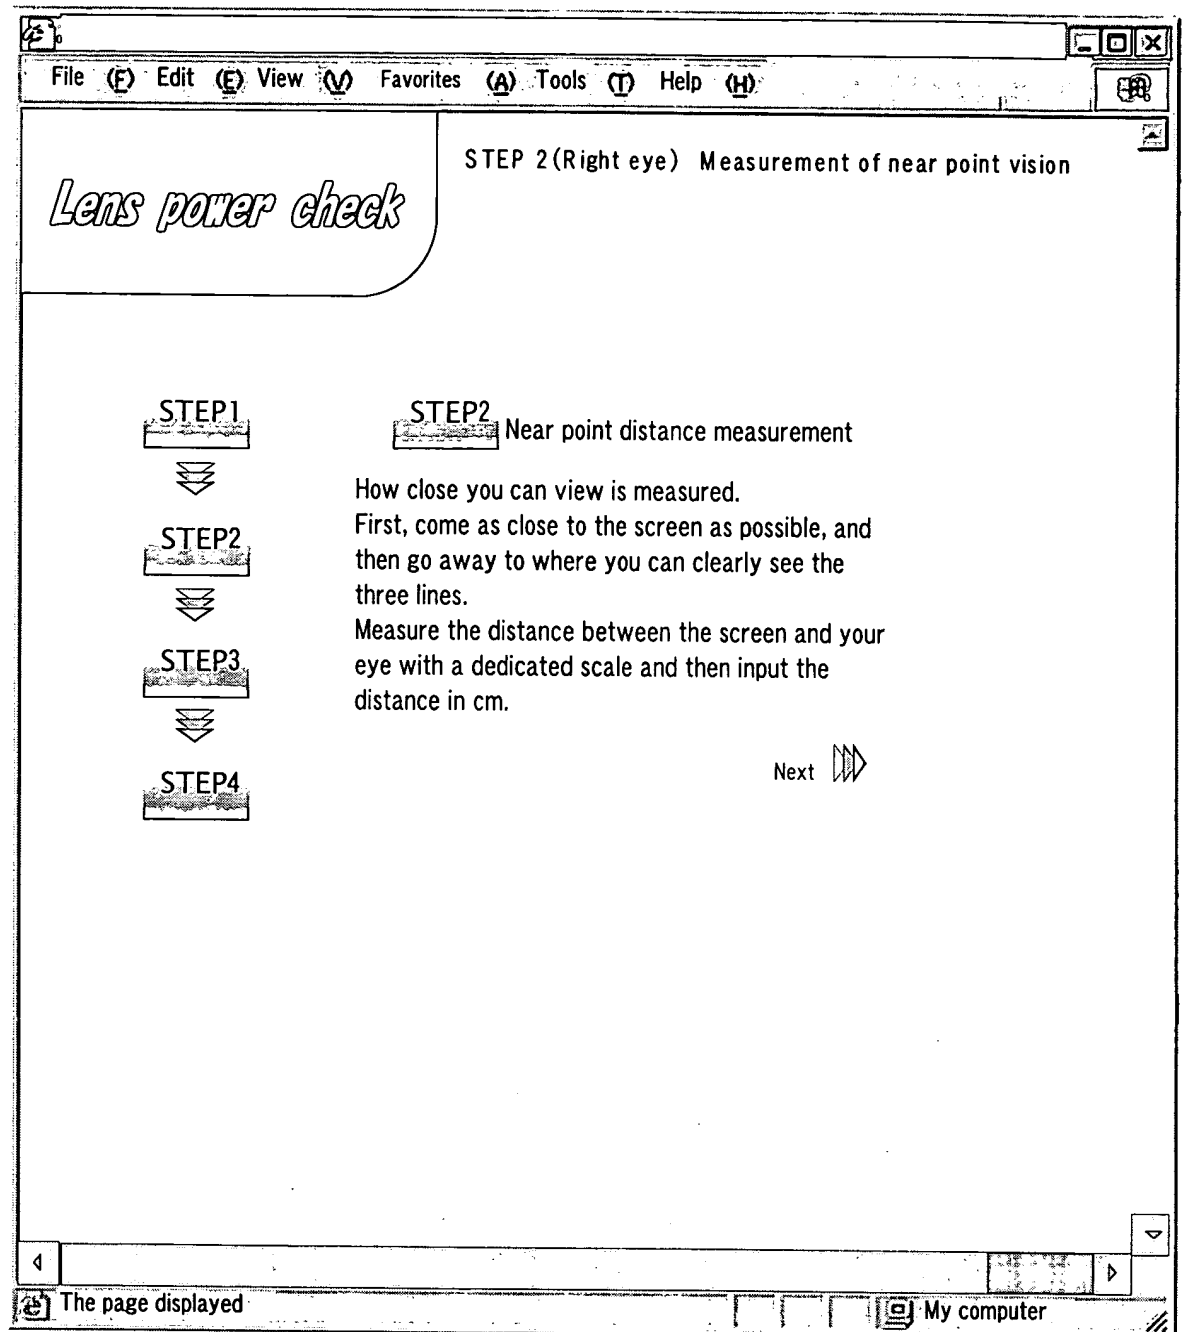 File (F) Edit (E) View (V) Favorites (A) Tools (T) Help (H)
Lens power check
STEP 2(Right eye) Measurement of near point vision
STEP1
STEP2
STEP3
STEP4
STEP2 Near point distance measurement
How close you can view is measured.
First, come as close to the screen as possible, and
then go away to where you can clearly see the
three lines.
Measure the distance between the screen and your
eye with a dedicated scale and then input the
distance in cm.
Next
The page displayed
My computer